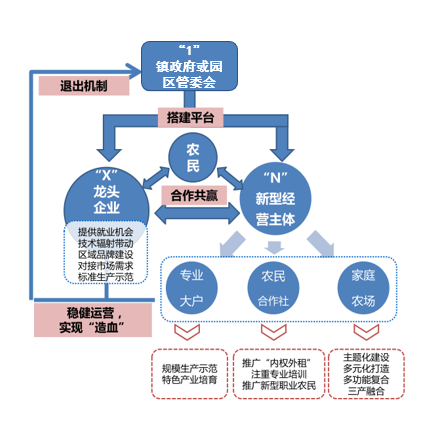 “1”
镇政府或园
区管委会
退出机制
搭建平台
农
民
“X”
龙头
企业
合作共赢
“N”
新型经
营主体
提供就业机会
技术辐射带动
区域品牌建设
对接市场需求
标准生产示范
专业
大户
农民
合作社
家庭
农场
稳健运营，
实现“造血”
规模生产示范
特色产业培育
推广“内权外租”
注重专业培训
推广新型职业农民
主题化建设
多元化打造
多功能复合
三产融合